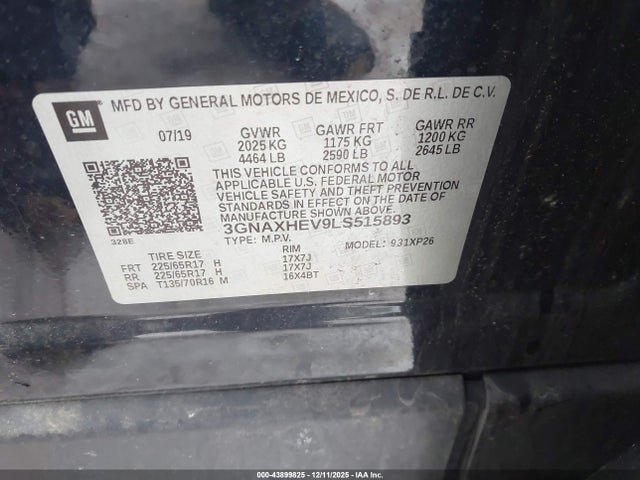 GM
MFD BY GENERAL MOTORS DE MEXICO, S. DE R.L. DE C.V.
07/19 GVWR GAWR FRT GAWR RR
2025 KG 1175 KG 1200 KG
4464 LB 2590 LB 2645 LB
THIS VEHICLE CONFORMS TO ALL
APPLICABLE U.S. FEDERAL MOTOR
VEHICLE SAFETY AND THEFT PREVENTION
STANDARDS IN EFFECT ON THE DATE OF
MANUFACTURE SHOWN ABOVE.
3GNAXHEV9LS515893
328E
TYPE: M.P.V. MODEL: 931XP26
TIRE SIZE RIM
FRT 225/65R17 H 17X7J
RR 225/65R17 H 17X7J
SPA T135/70R16 M 16X4BT
000-43899825 - 12/11/2025 - IAA Inc.